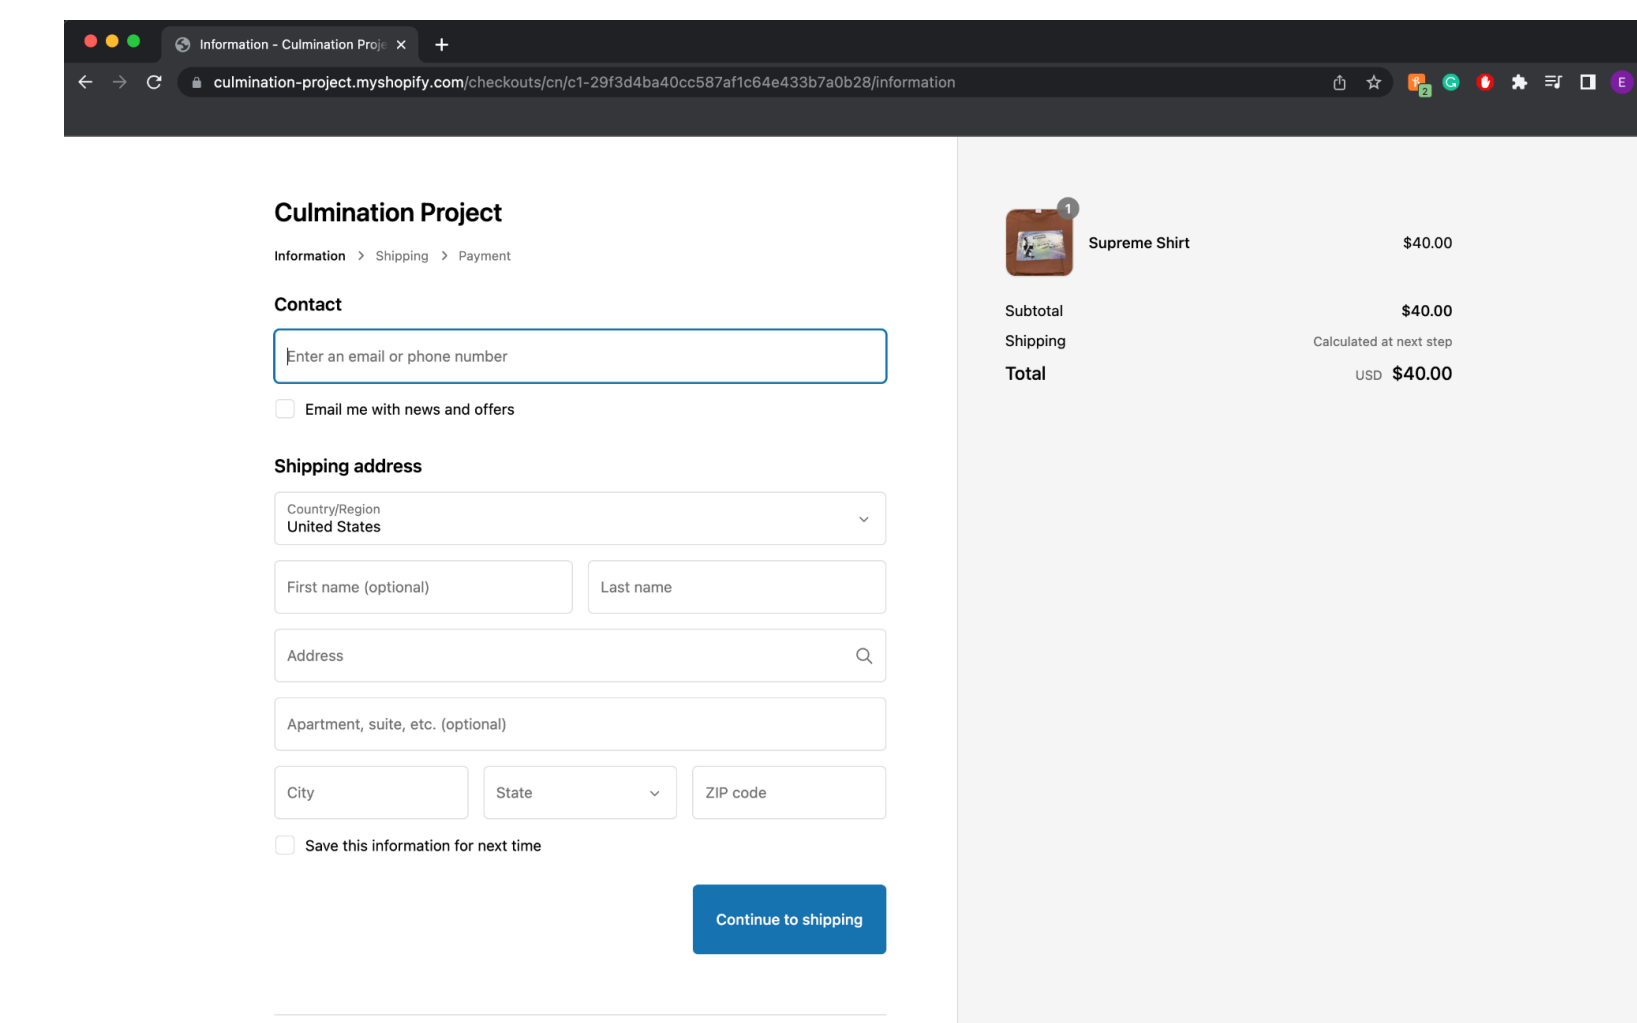 Information - Culmination Proje
culmination-project.myshopify.com/checkouts/cn/c1-29f3d4ba40cc587af1c64e433b7a0b28/information
2
E
Culmination Project
Information > Shipping > Payment
Contact
Enter an email or phone number
Email me with news and offers
Shipping address
Country/Region
United States
First name (optional)
Last name
Address
Apartment, suite, etc. (optional)
City
State
ZIP code
Save this information for next time
Continue to shipping
1
Supreme Shirt $40.00
Subtotal $40.00
Shipping Calculated at next step
Total USD $40.00